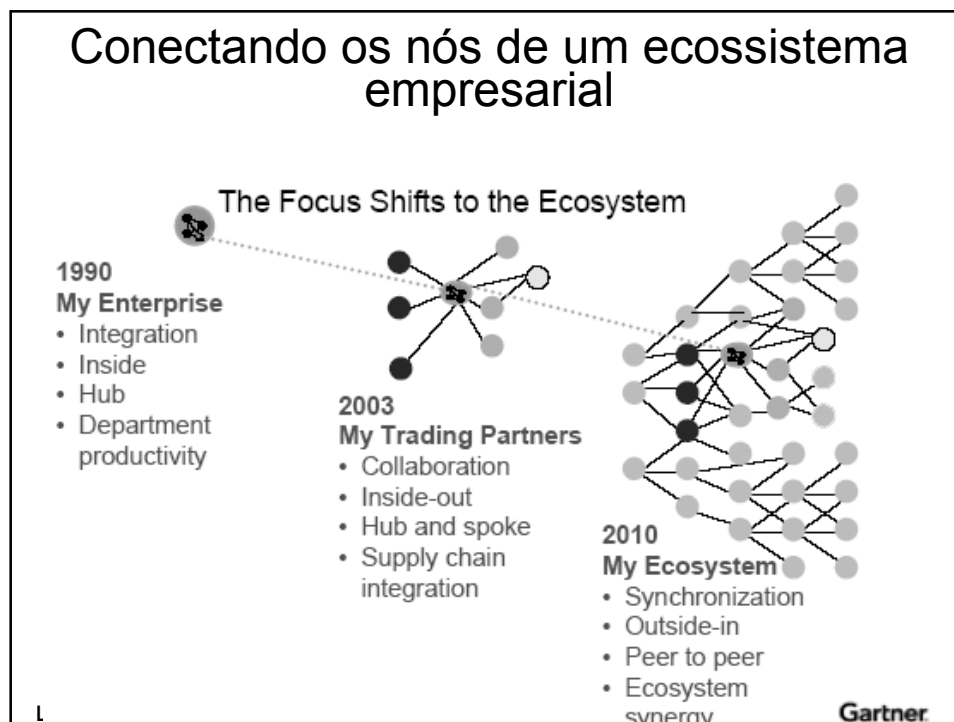 Conectando os nós de um ecossistema
empresarial
The Focus Shifts to the Ecosystem
1990
My Enterprise
• Integration
• Inside
• Hub
• Department
productivity
2003
My Trading Partners
• Collaboration
• Inside-out
• Hub and spoke
• Supply chain
integration
2010
My Ecosystem
• Synchronization
• Outside-in
• Peer to peer
• Ecosystem
synergy
Gartner